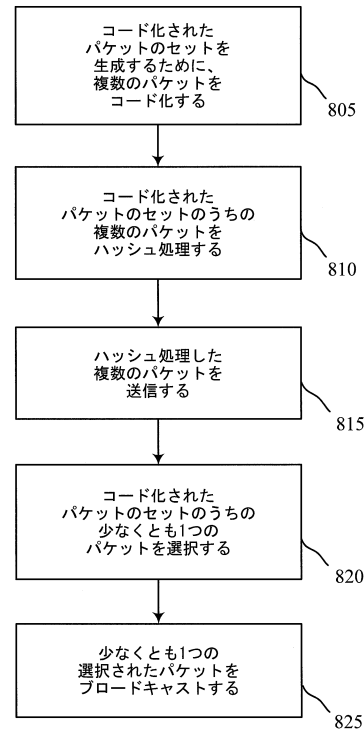 コード化された
パケットのセットを
生成するために、
複数のパケットを
コード化する
805
コード化された
パケットのセットのうちの
複数のパケットを
ハッシュ処理する
810
ハッシュ処理した
複数のパケットを
送信する
815
コード化された
パケットのセットのうちの
少なくとも1つの
パケットを選択する
820
少なくとも1つの
選択されたパケットを
ブロードキャストする
825